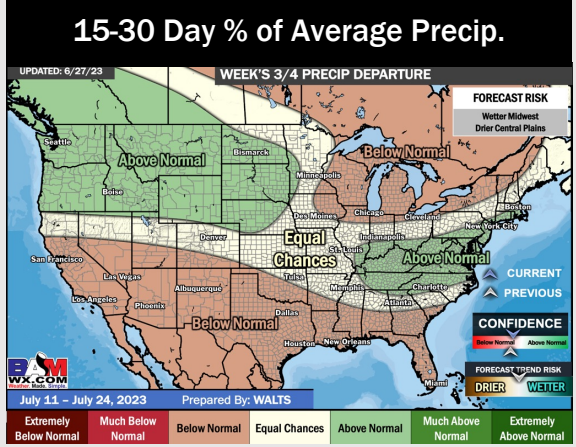 15-30 Day % of Average Precip.
UPDATED: 6/27/23
WEEK'S 3/4 PRECIP DEPARTURE
FORECAST RISK
Wetter Midwest
Drier Central Plains
Seattle
Above Normal
Bismarck
Below Normal
Minneapolis
Boise
Boston
Des Moines
Chicago
Cleveland
New York City
Denver
Equal
Chances
Indianapolis
St. Louis
San Francisco
Above Normal
Las Vegas
Tulsa
CURRENT
Albuquerque
Memphis
Charlotte
PREVIOUS
Los Angeles
Phoenix
Atlanta
Below Normal
Dallas
CONFIDENCE
Below Normal
Above Normal
Houston
New Orleans
BAM
WX.COM
Weather. Made. Simple.
FORECAST TREND RISK
DRIER
WETTER
Miami
July 11 – July 24, 2023
Prepared By: WALTS
Extremely
Below Normal
Much Below
Normal
Below Normal
Equal Chances
Above Normal
Much Above
Normal
Extremely
Above Normal